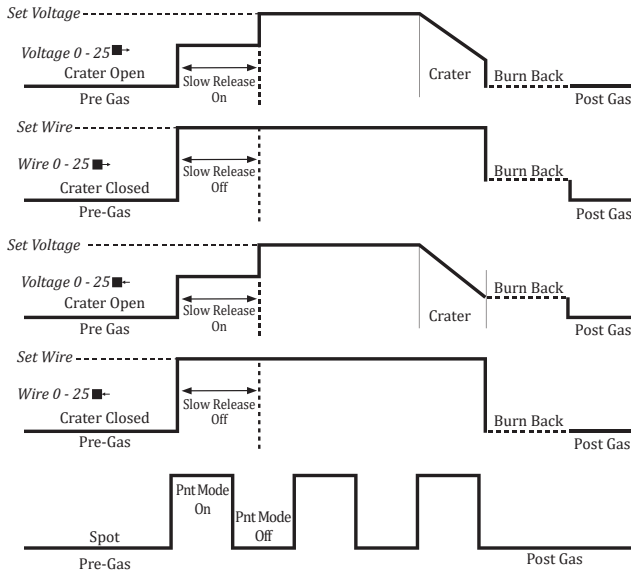 Set Voltage
Voltage 0 - 25
Crater Open
Slow Release
On
Crater
Burn Back
Pre Gas
Post Gas
Set Wire
Wire 0 - 25
Slow Release
Off
Burn Back
Crater Closed
Pre-Gas
Post Gas
Set Voltage
Voltage 0 - 25
Crater Open
Slow Release
On
Crater
Burn Back
Pre Gas
Post Gas
Set Wire
Wire 0 - 25
Slow Release
Off
Crater Closed
Burn Back
Pre-Gas
Post Gas
Pnt Mode
On
Pnt Mode
Off
Spot
Pre-Gas
Post Gas